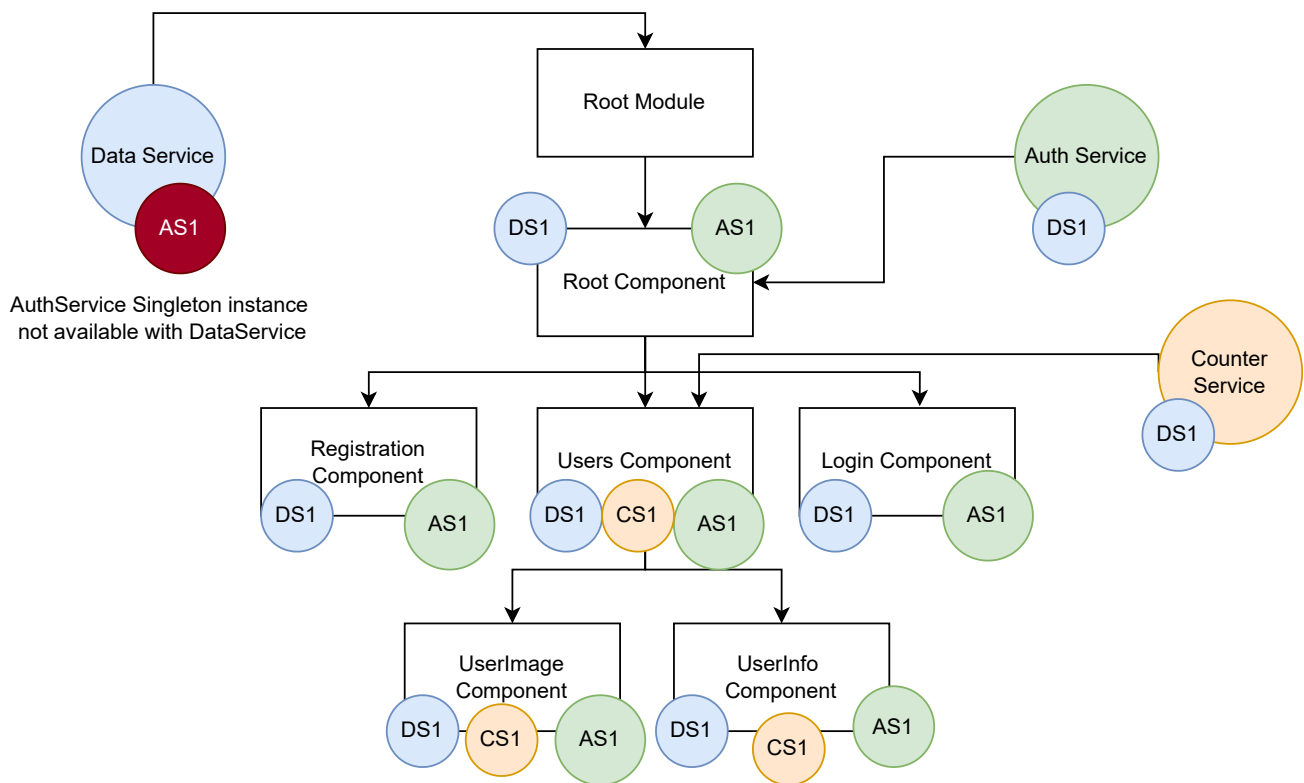 Root Module
Data Service
AS1
Auth Service
DS1
AuthService Singleton instance
not available with DataService
DS1
AS1
Root Component
Counter
Service
DS1
Registration
Component
DS1
AS1
Users Component
DS1
CS1
AS1
Login Component
DS1
AS1
UserImage
Component
DS1
CS1
AS1
UserInfo
Component
DS1
CS1
AS1